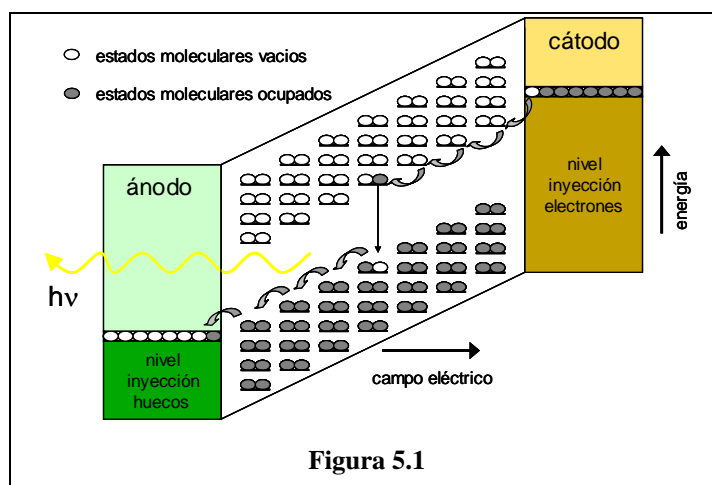 estados moleculares vacios
estados moleculares ocupados
cátodo
ánodo
nivel
inyección
electrones
energía
hν
nivel
inyección
huecos
campo eléctrico
Figura 5.1